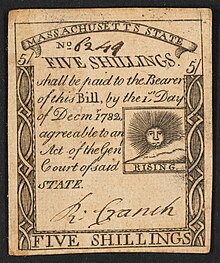 MASSACHUSETTS STATE
No 6249
5/ FIVE SHILLINGS. 5/
shall be paid to the Bearer
of this Bill, by the 1st Day
of Decm 1782,
agreeable to an
Act of the Gen
Court of said
STATE.
RISING
R. Cranch
FIVE SHILLINGS